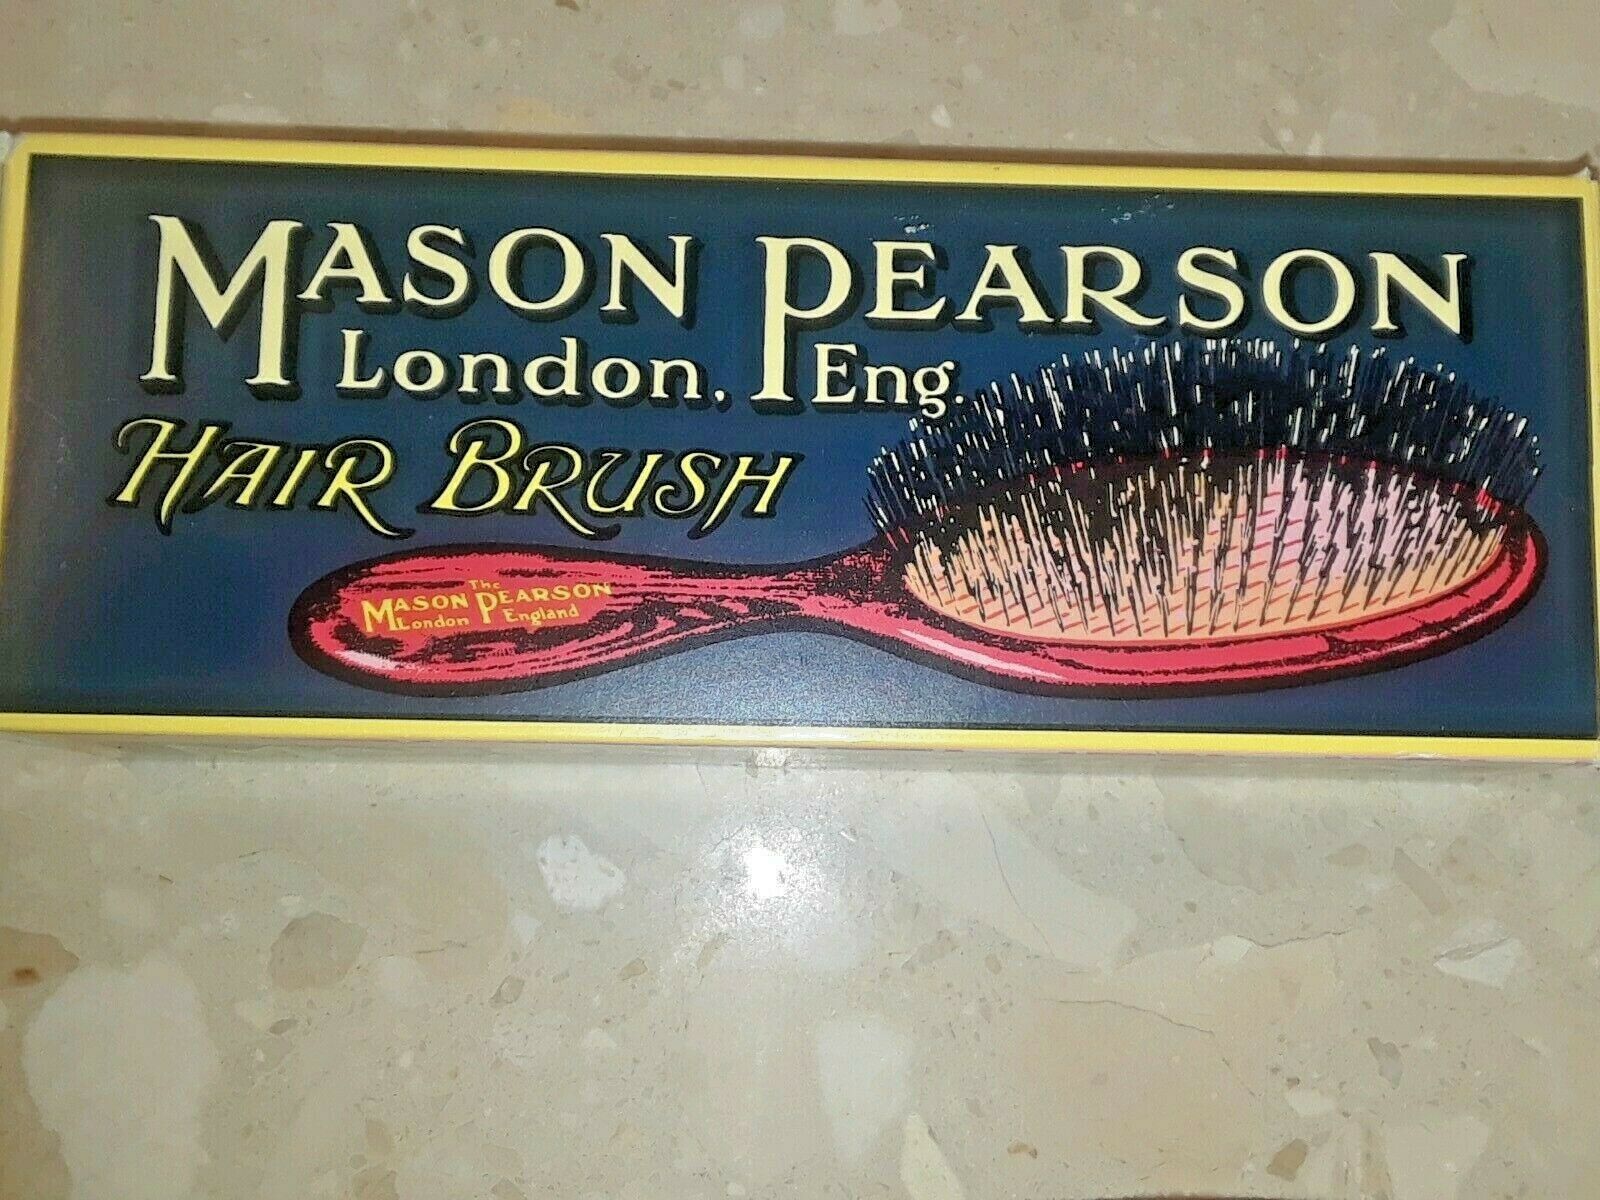 MASON PEARSON
London, Eng.
HAIR BRUSH
The
MASON PEARSON
London England